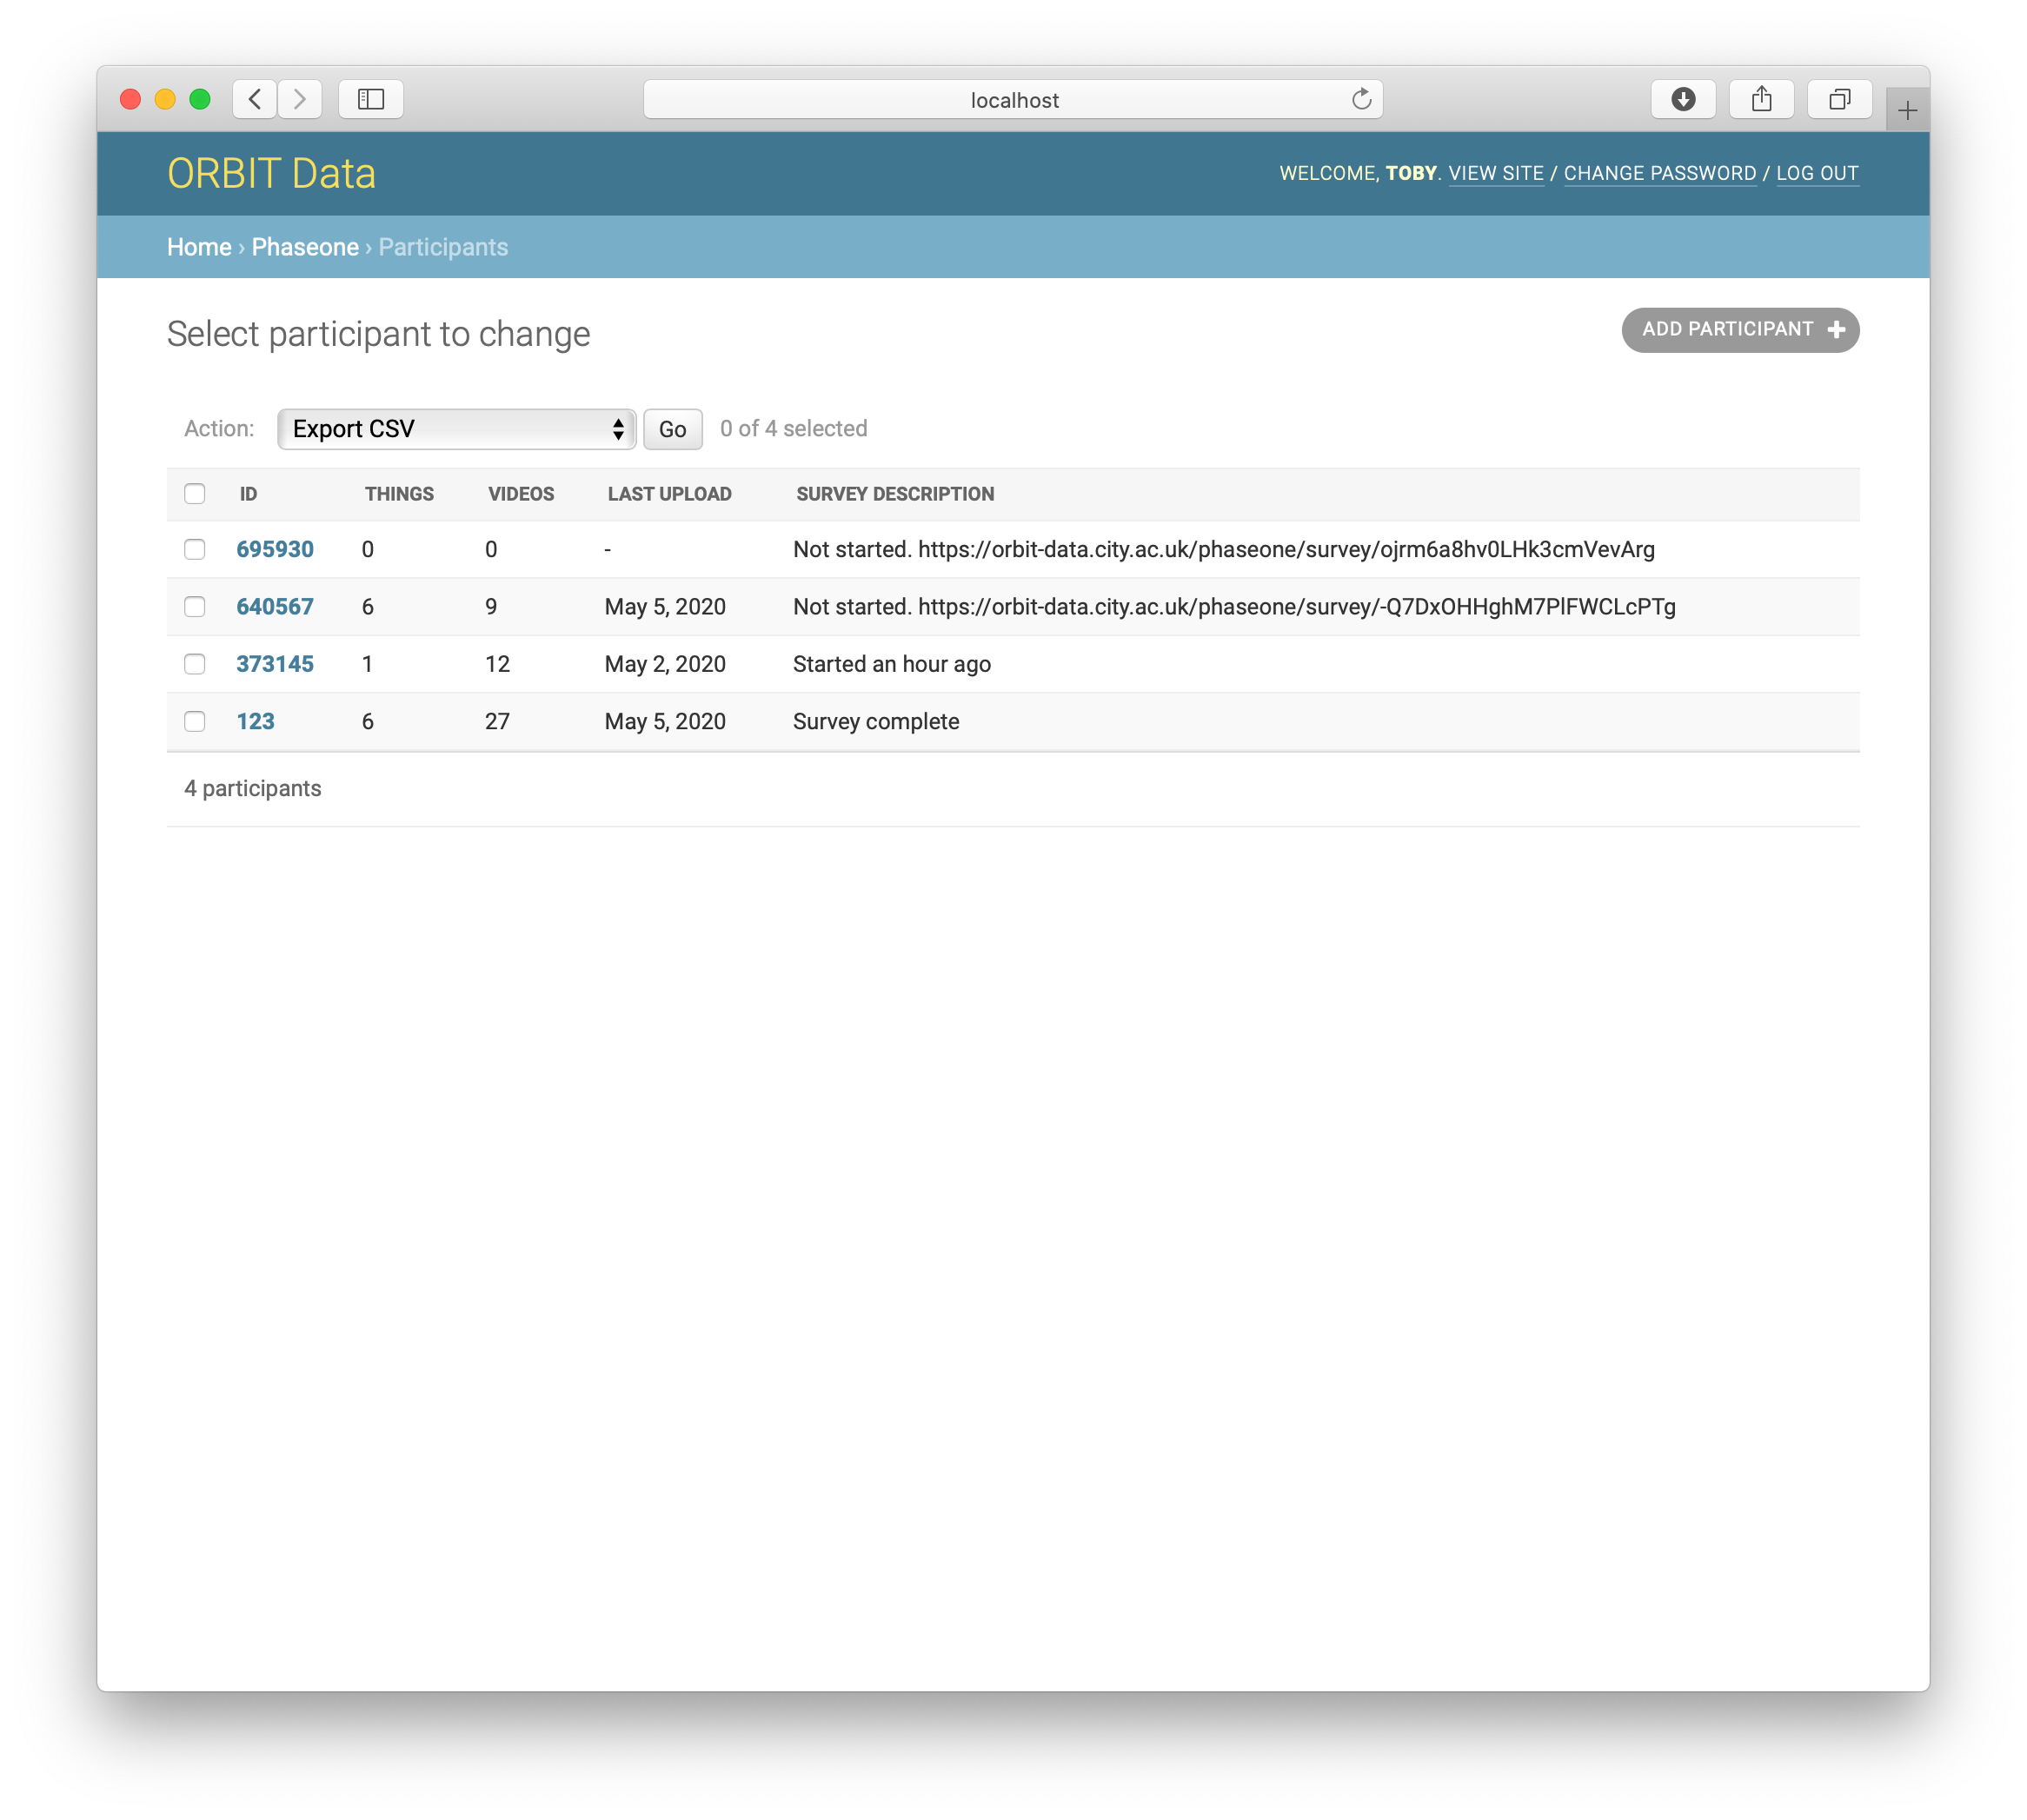 localhost
ORBIT Data
WELCOME, TOBY. VIEW SITE / CHANGE PASSWORD / LOG OUT
Home › Phaseone › Participants
Select participant to change
ADD PARTICIPANT +
Action: Export CSV Go 0 of 4 selected
ID THINGS VIDEOS LAST UPLOAD SURVEY DESCRIPTION
695930 0 0 - Not started. https://orbit-data.city.ac.uk/phaseone/survey/ojrm6a8hv0LHk3cmVevArg
640567 6 9 May 5, 2020 Not started. https://orbit-data.city.ac.uk/phaseone/survey/-Q7DxOHHghM7PlFWCLcPTg
373145 1 12 May 2, 2020 Started an hour ago
123 6 27 May 5, 2020 Survey complete
4 participants